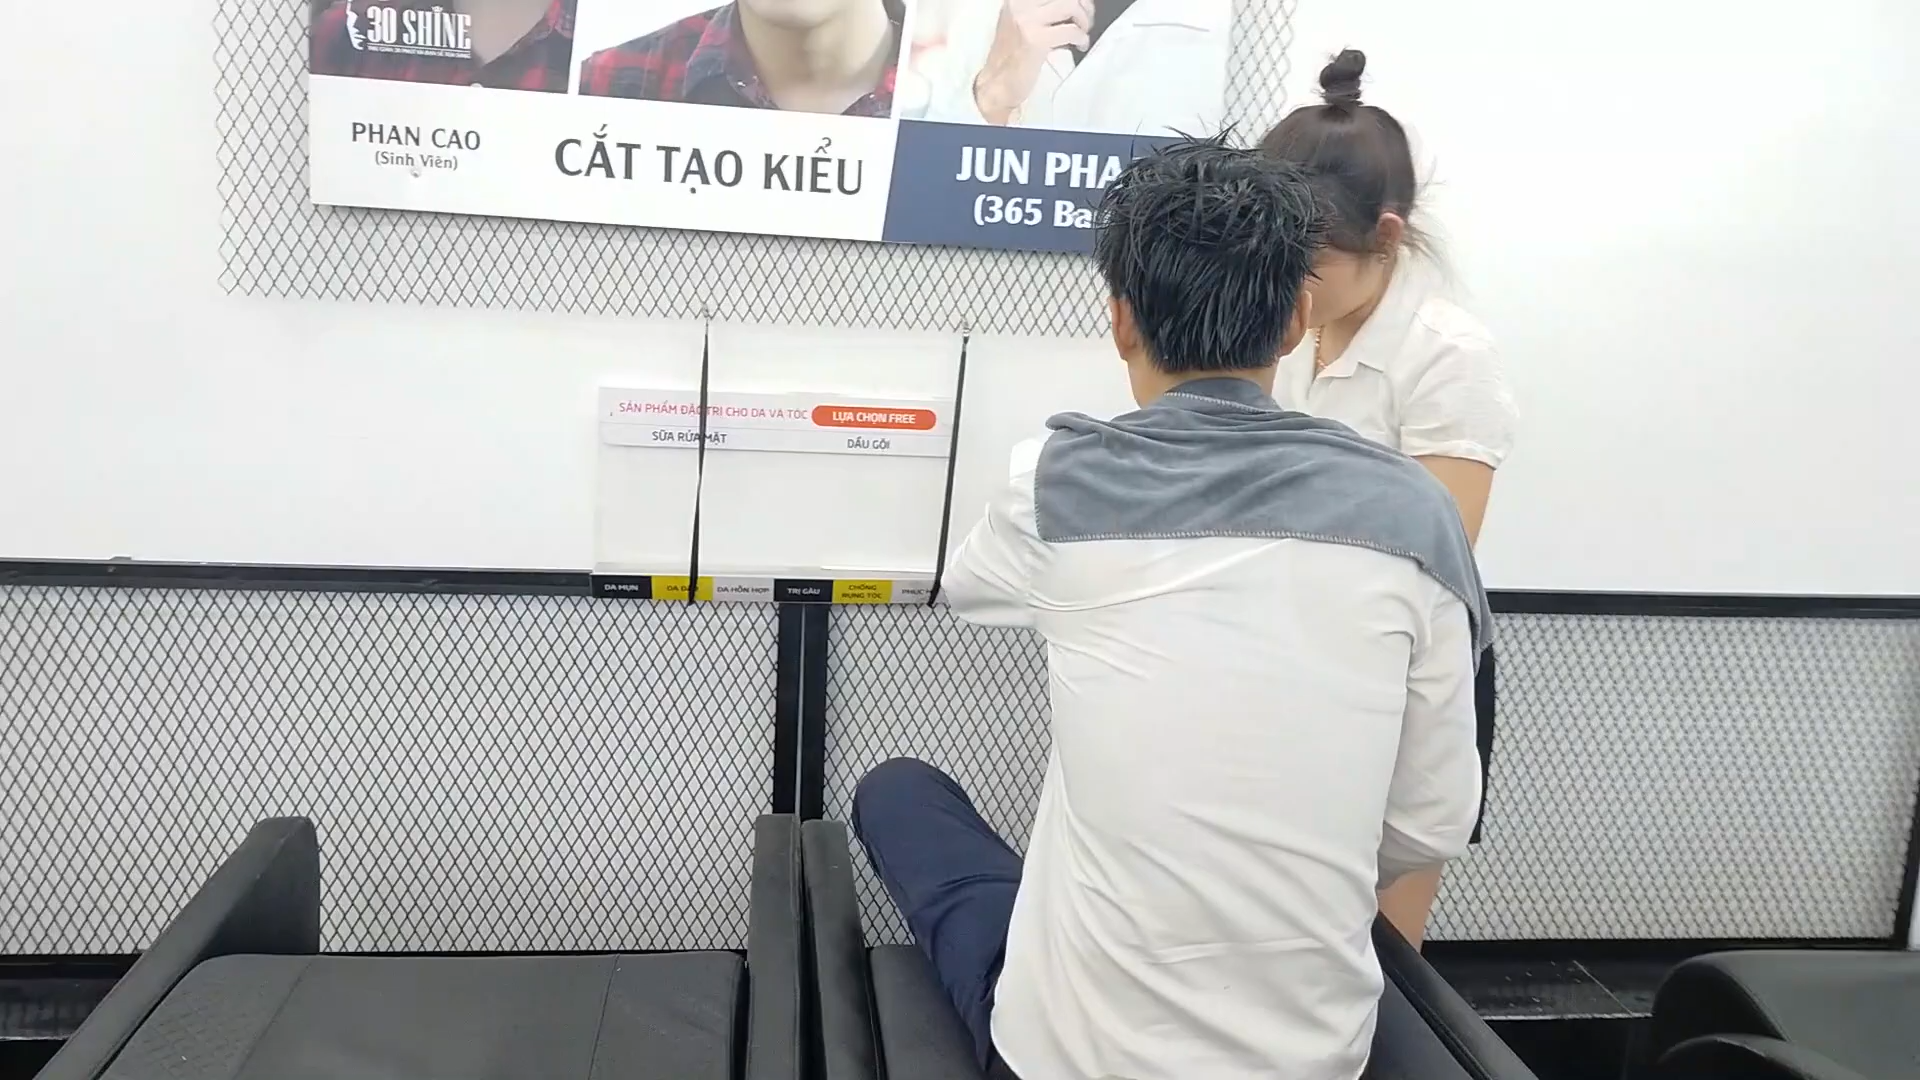 30 SHINE
PHAN CAO
(Sinh Viên)
CẮT TẠO KIỂU
JUN PHA
(365 Ba
SẢN PHẨM ĐẶC TRỊ CHO DA VÀ TÓC
LỰA CHỌN FREE
SỮA RỬA MẶT
DẦU GỘI
DA MỤN
DA DẦU
DA HỖN HỢP
TRỊ GÀU
CHỐNG
RỤNG TÓC
PHỤC H